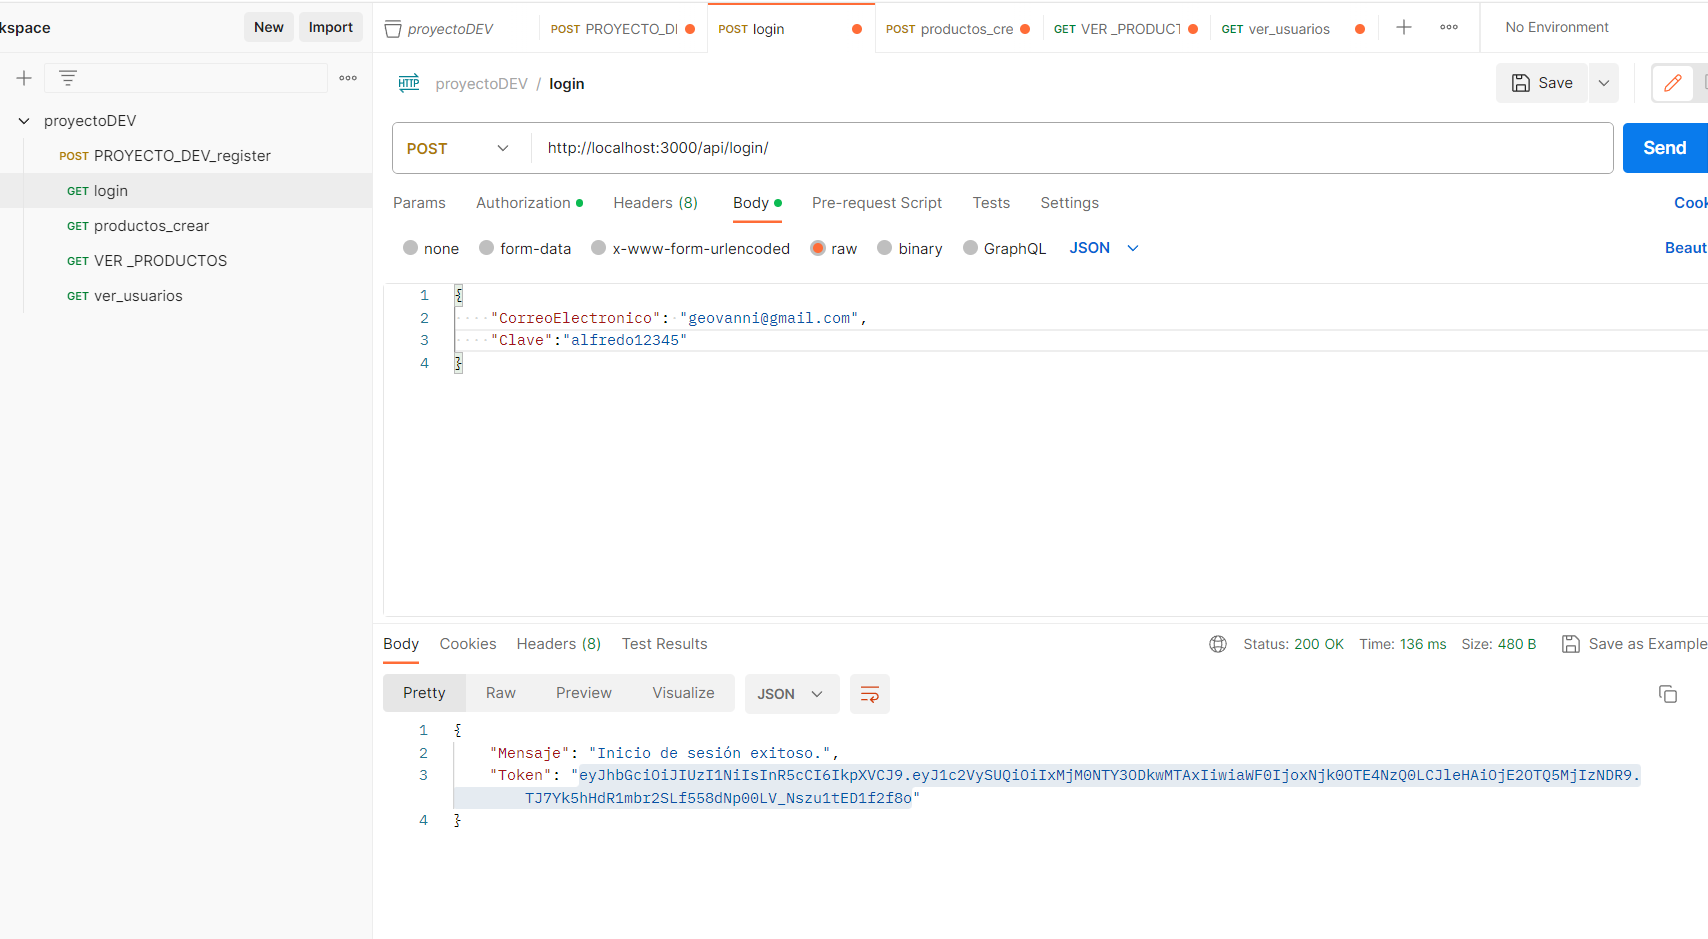 kspace
New
Import
proyectoDEV
POST PROYECTO_DEV_register
GET login
GET productos_crear
GET VER _PRODUCTOS
GET ver_usuarios
proyectoDEV
POST PROYECTO_DI
POST login
POST productos_cre
GET VER _PRODUCT
GET ver_usuarios
No Environment
HTTP proyectoDEV / login
Save
POST
http://localhost:3000/api/login/
Send
Params
Authorization
Headers (8)
Body
Pre-request Script
Tests
Settings
Cook
none
form-data
x-www-form-urlencoded
raw
binary
GraphQL
JSON
Beaut
1 {
2 "CorreoElectronico": "geovanni@gmail.com",
3 "Clave":"alfredo12345"
4 }
Body
Cookies
Headers (8)
Test Results
Status: 200 OK
Time: 136 ms
Size: 480 B
Save as Example
Pretty
Raw
Preview
Visualize
JSON
1 {
2 "Mensaje": "Inicio de sesión exitoso.",
3 "Token": "eyJhbGciOiJIUzI1NiIsInR5cCI6IkpXVCJ9.eyJ1c2VySUQiOiIxMjM0NTY3ODkwMTAxIiwiaWF0IjoxNjk0OTE4NzQ0LCJleHAiOjE2OTQ5MjIzNDR9.
TJ7Yk5hHdR1mbr2SLf558dNp00LV_Nszu1tED1f2f8o"
4 }